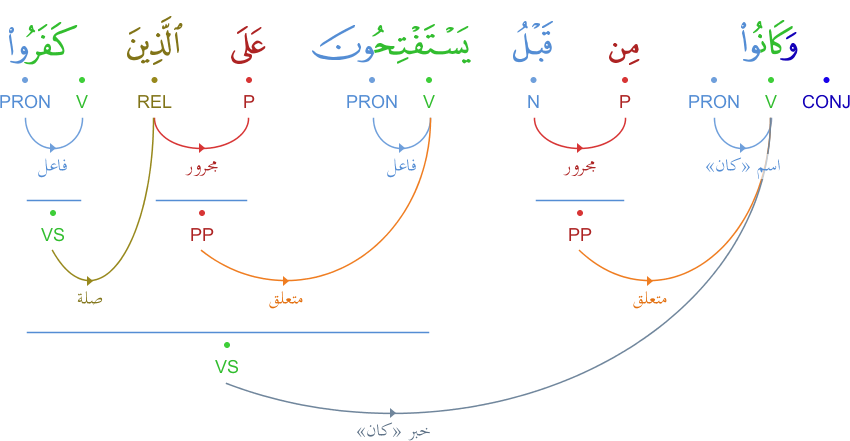 وَكَانُوا۟ مِن قَبْلُ يَسْتَفْتِحُونَ عَلَى ٱلَّذِينَ كَفَرُوا۟
CONJ V PRON P N V PRON P REL V PRON
اسم «كان» مجرور فاعل مجرور فاعل
PP PP VS
متعلق متعلق صلة
VS
خبر «كان»